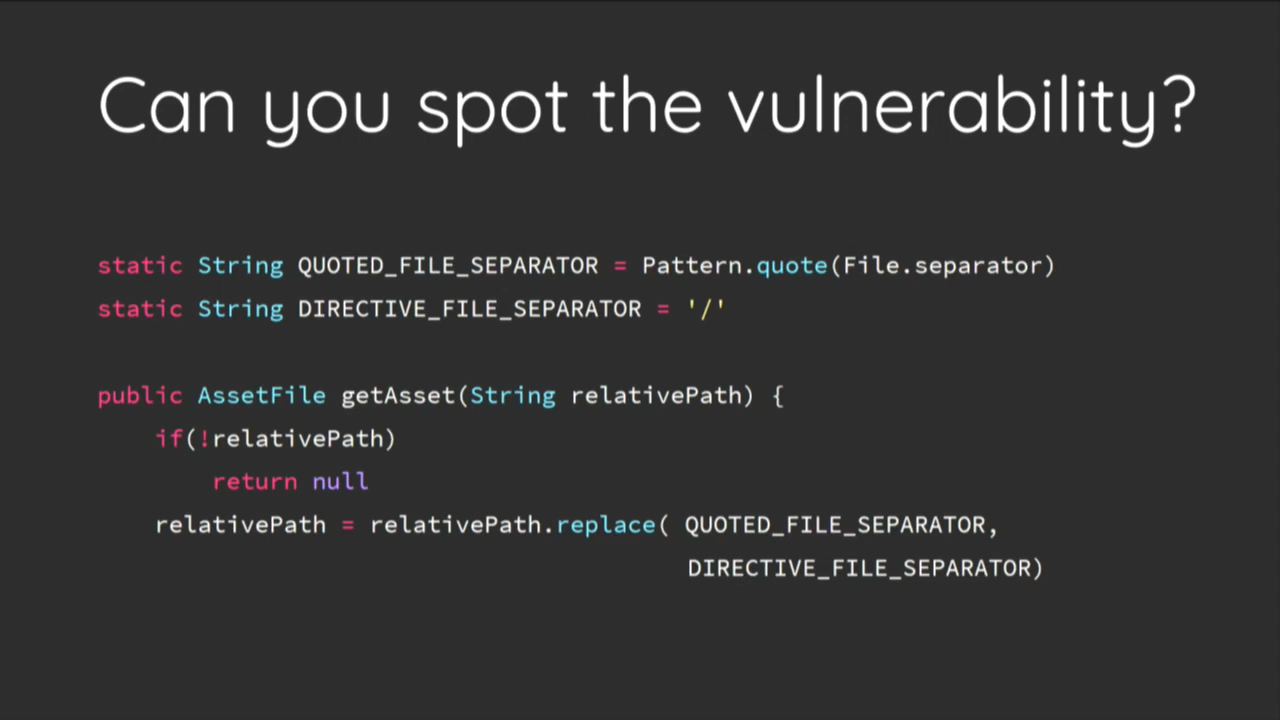 Can you spot the vulnerability?
static String QUOTED_FILE_SEPARATOR = Pattern.quote(File.separator)
static String DIRECTIVE_FILE_SEPARATOR = '/'
public AssetFile getAsset(String relativePath) {
if(!relativePath)
return null
relativePath = relativePath.replace( QUOTED_FILE_SEPARATOR,
DIRECTIVE_FILE_SEPARATOR)